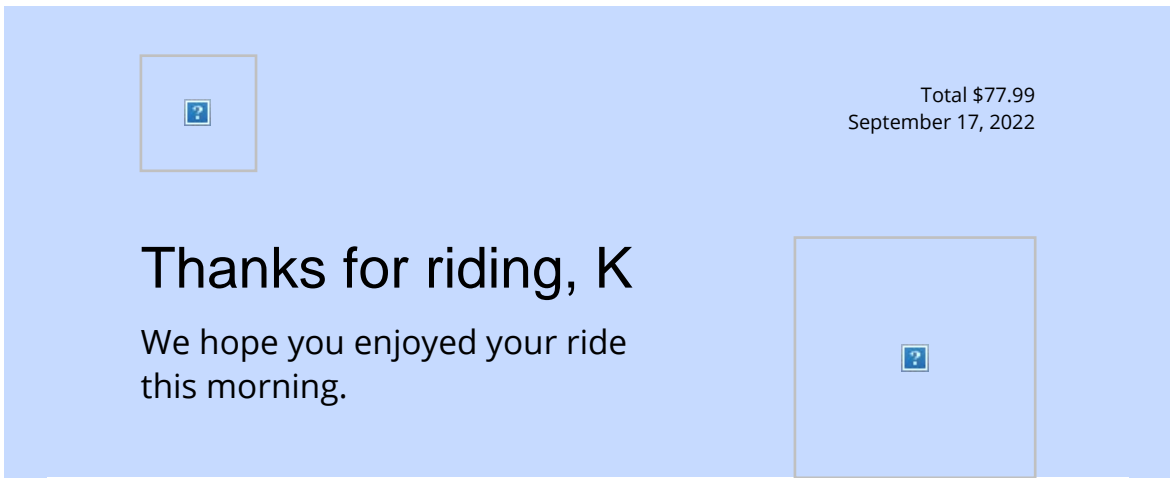 Total $77.99
September 17, 2022
Thanks for riding, K
We hope you enjoyed your ride
this morning.